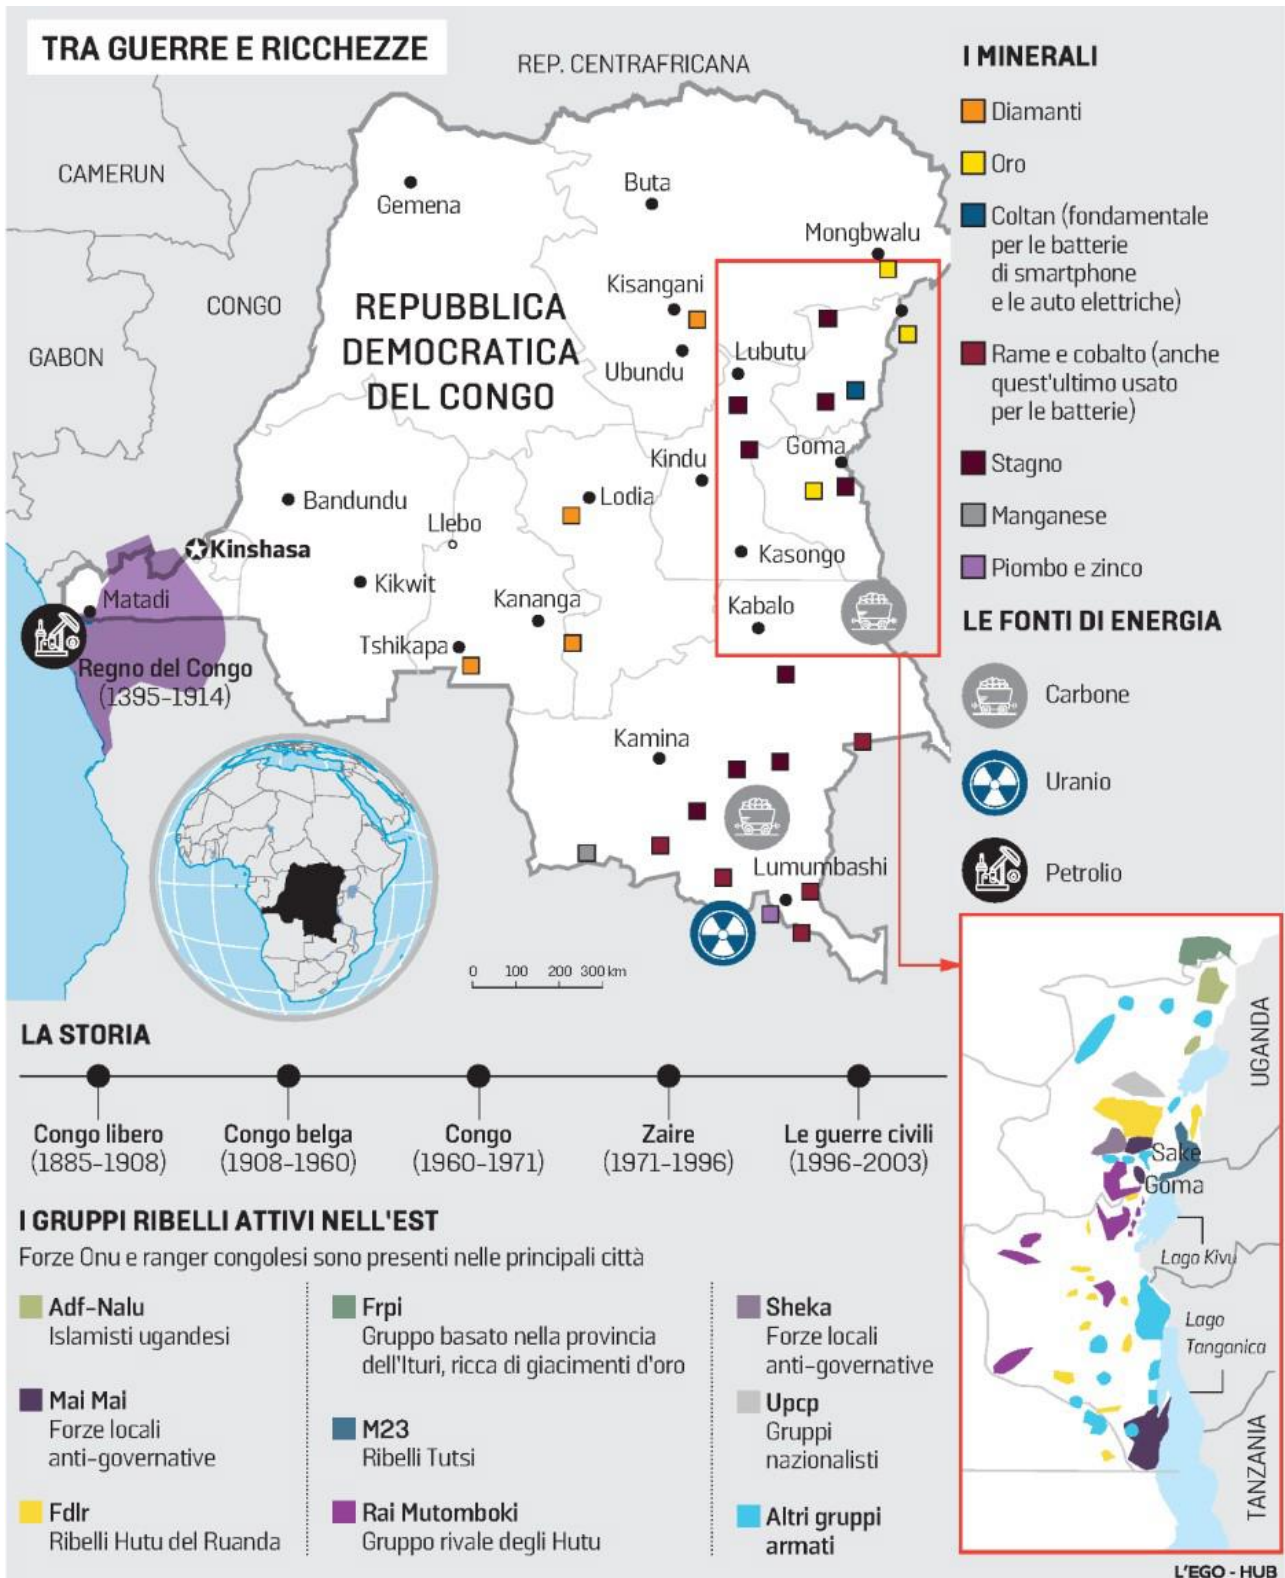 TRA GUERRE E RICCHEZZE
REP. CENTRAFRICANA
CAMERUN
CONGO
GABON
Gemena
Buta
Mongbwalu
Kisangani
REPUBBLICA
DEMOCRATICA
DEL CONGO
Ubundu
Lubutu
Goma
Kindu
Lodia
Bandundu
Llebo
Kinshasa
Kasongo
Kikwit
Kananga
Kabalo
Matadi
Tshikapa
Regno del Congo
(1395-1914)
Kamina
Lumumbashi
0 100 200 300 km
I MINERALI
Diamanti
Oro
Coltan (fondamentale
per le batterie
di smartphone
e le auto elettriche)
Rame e cobalto (anche
quest'ultimo usato
per le batterie)
Stagno
Manganese
Piombo e zinco
LE FONTI DI ENERGIA
Carbone
Uranio
Petrolio
UGANDA
Sake
Goma
Lago Kivu
Lago
Tanganica
TANZANIA
LA STORIA
Congo libero
(1885-1908)
Congo belga
(1908-1960)
Congo
(1960-1971)
Zaire
(1971-1996)
Le guerre civili
(1996-2003)
I GRUPPI RIBELLI ATTIVI NELL'EST
Forze Onu e ranger congolesi sono presenti nelle principali città
Adf-Nalu
Islamisti ugandesi
Mai Mai
Forze locali
anti-governative
Fdlr
Ribelli Hutu del Ruanda
Frpi
Gruppo basato nella provincia
dell'Ituri, ricca di giacimenti d'oro
M23
Ribelli Tutsi
Rai Mutomboki
Gruppo rivale degli Hutu
Sheka
Forze locali
anti-governative
Upcp
Gruppi
nazionalisti
Altri gruppi
armati
L'EGO - HUB